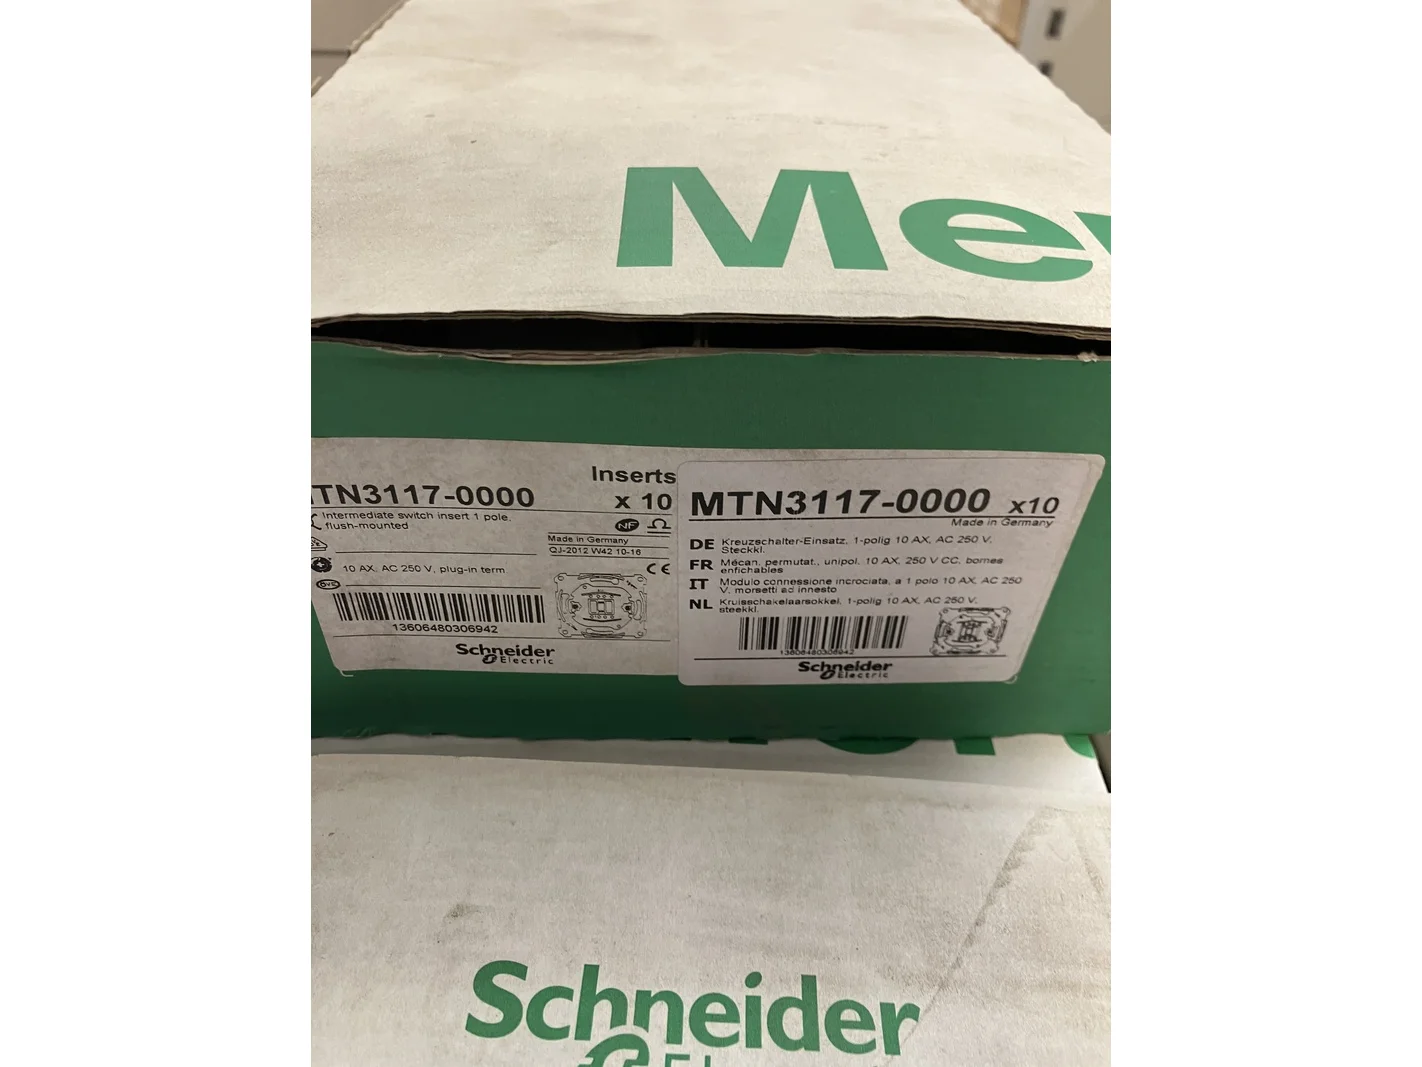 Me
Inserts
TN3117-0000
x 10
Intermediate switch insert 1 pole,
flush-mounted
NF
Made in Germany
QJ-2012 W42 10-16
10 AX, AC 250 V, plug-in term
CE
OVE
13606480306942
Schneider
Electric
MTN3117-0000 x10
Made in Germany
DE Kreuzschalter-Einsatz, 1-polig 10 AX, AC 250 V,
Steckkl.
FR Mécan. permutat., unipol. 10 AX, 250 V CC, bornes
enfichables
IT Modulo connessione incrociata, a 1 polo 10 AX, AC 250
V, morsetti ad innesto
NL Kruisschakelaarsokkel, 1-polig 10 AX, AC 250 V,
steekkl.
13606480306942
Schneider
Electric
Schneider